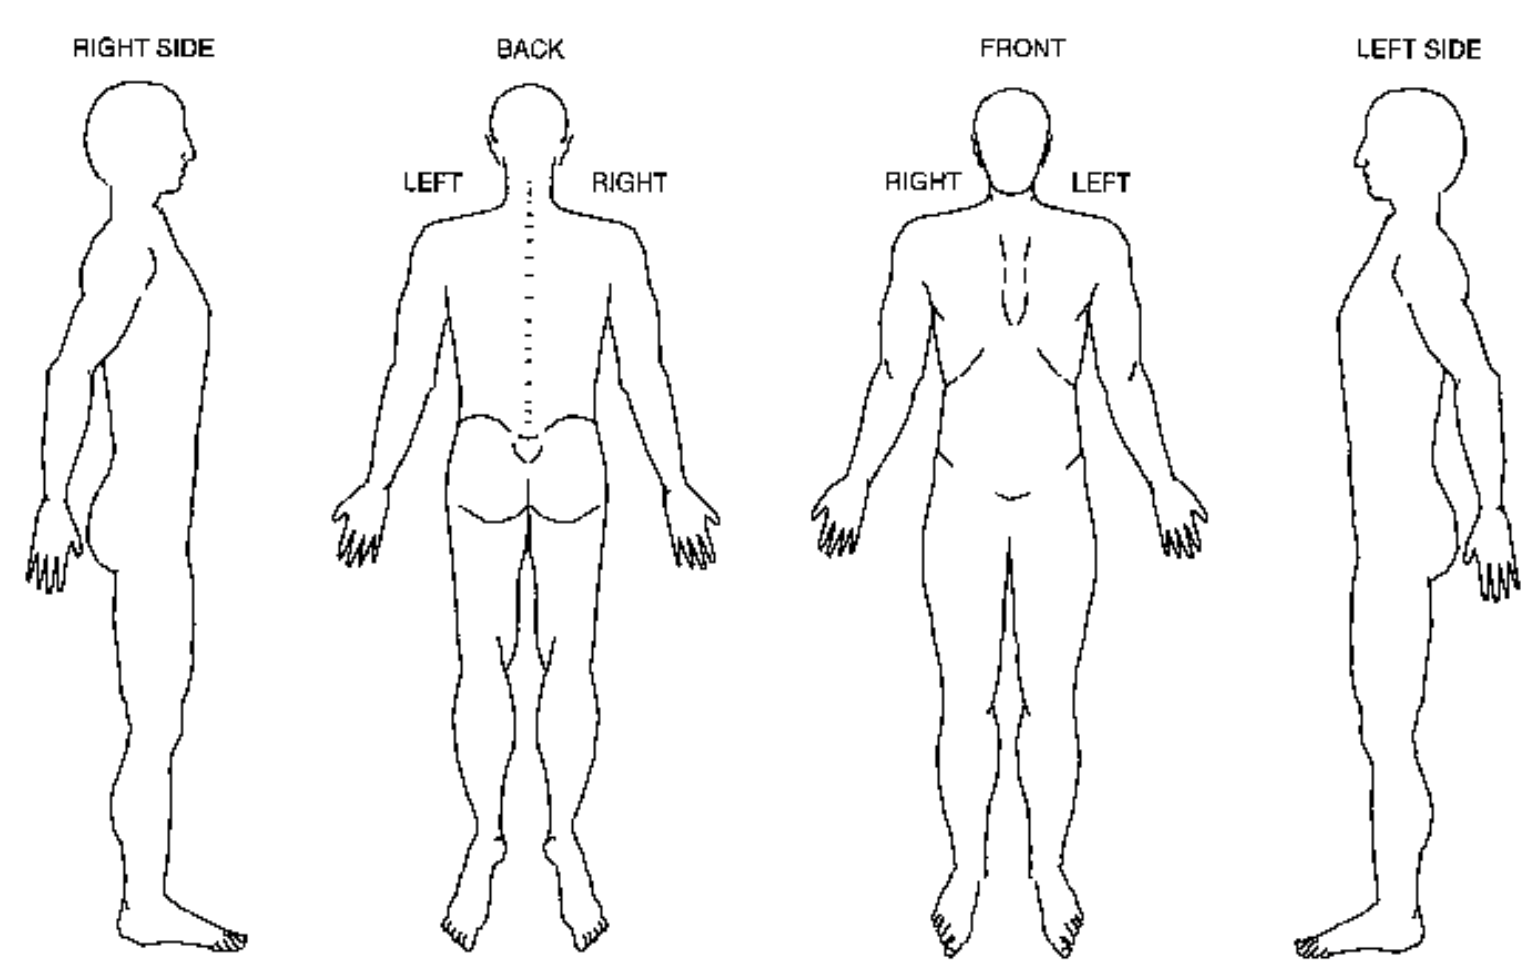 RIGHT SIDE
BACK
FRONT
LEFT SIDE
LEFT
RIGHT
RIGHT
LEFT